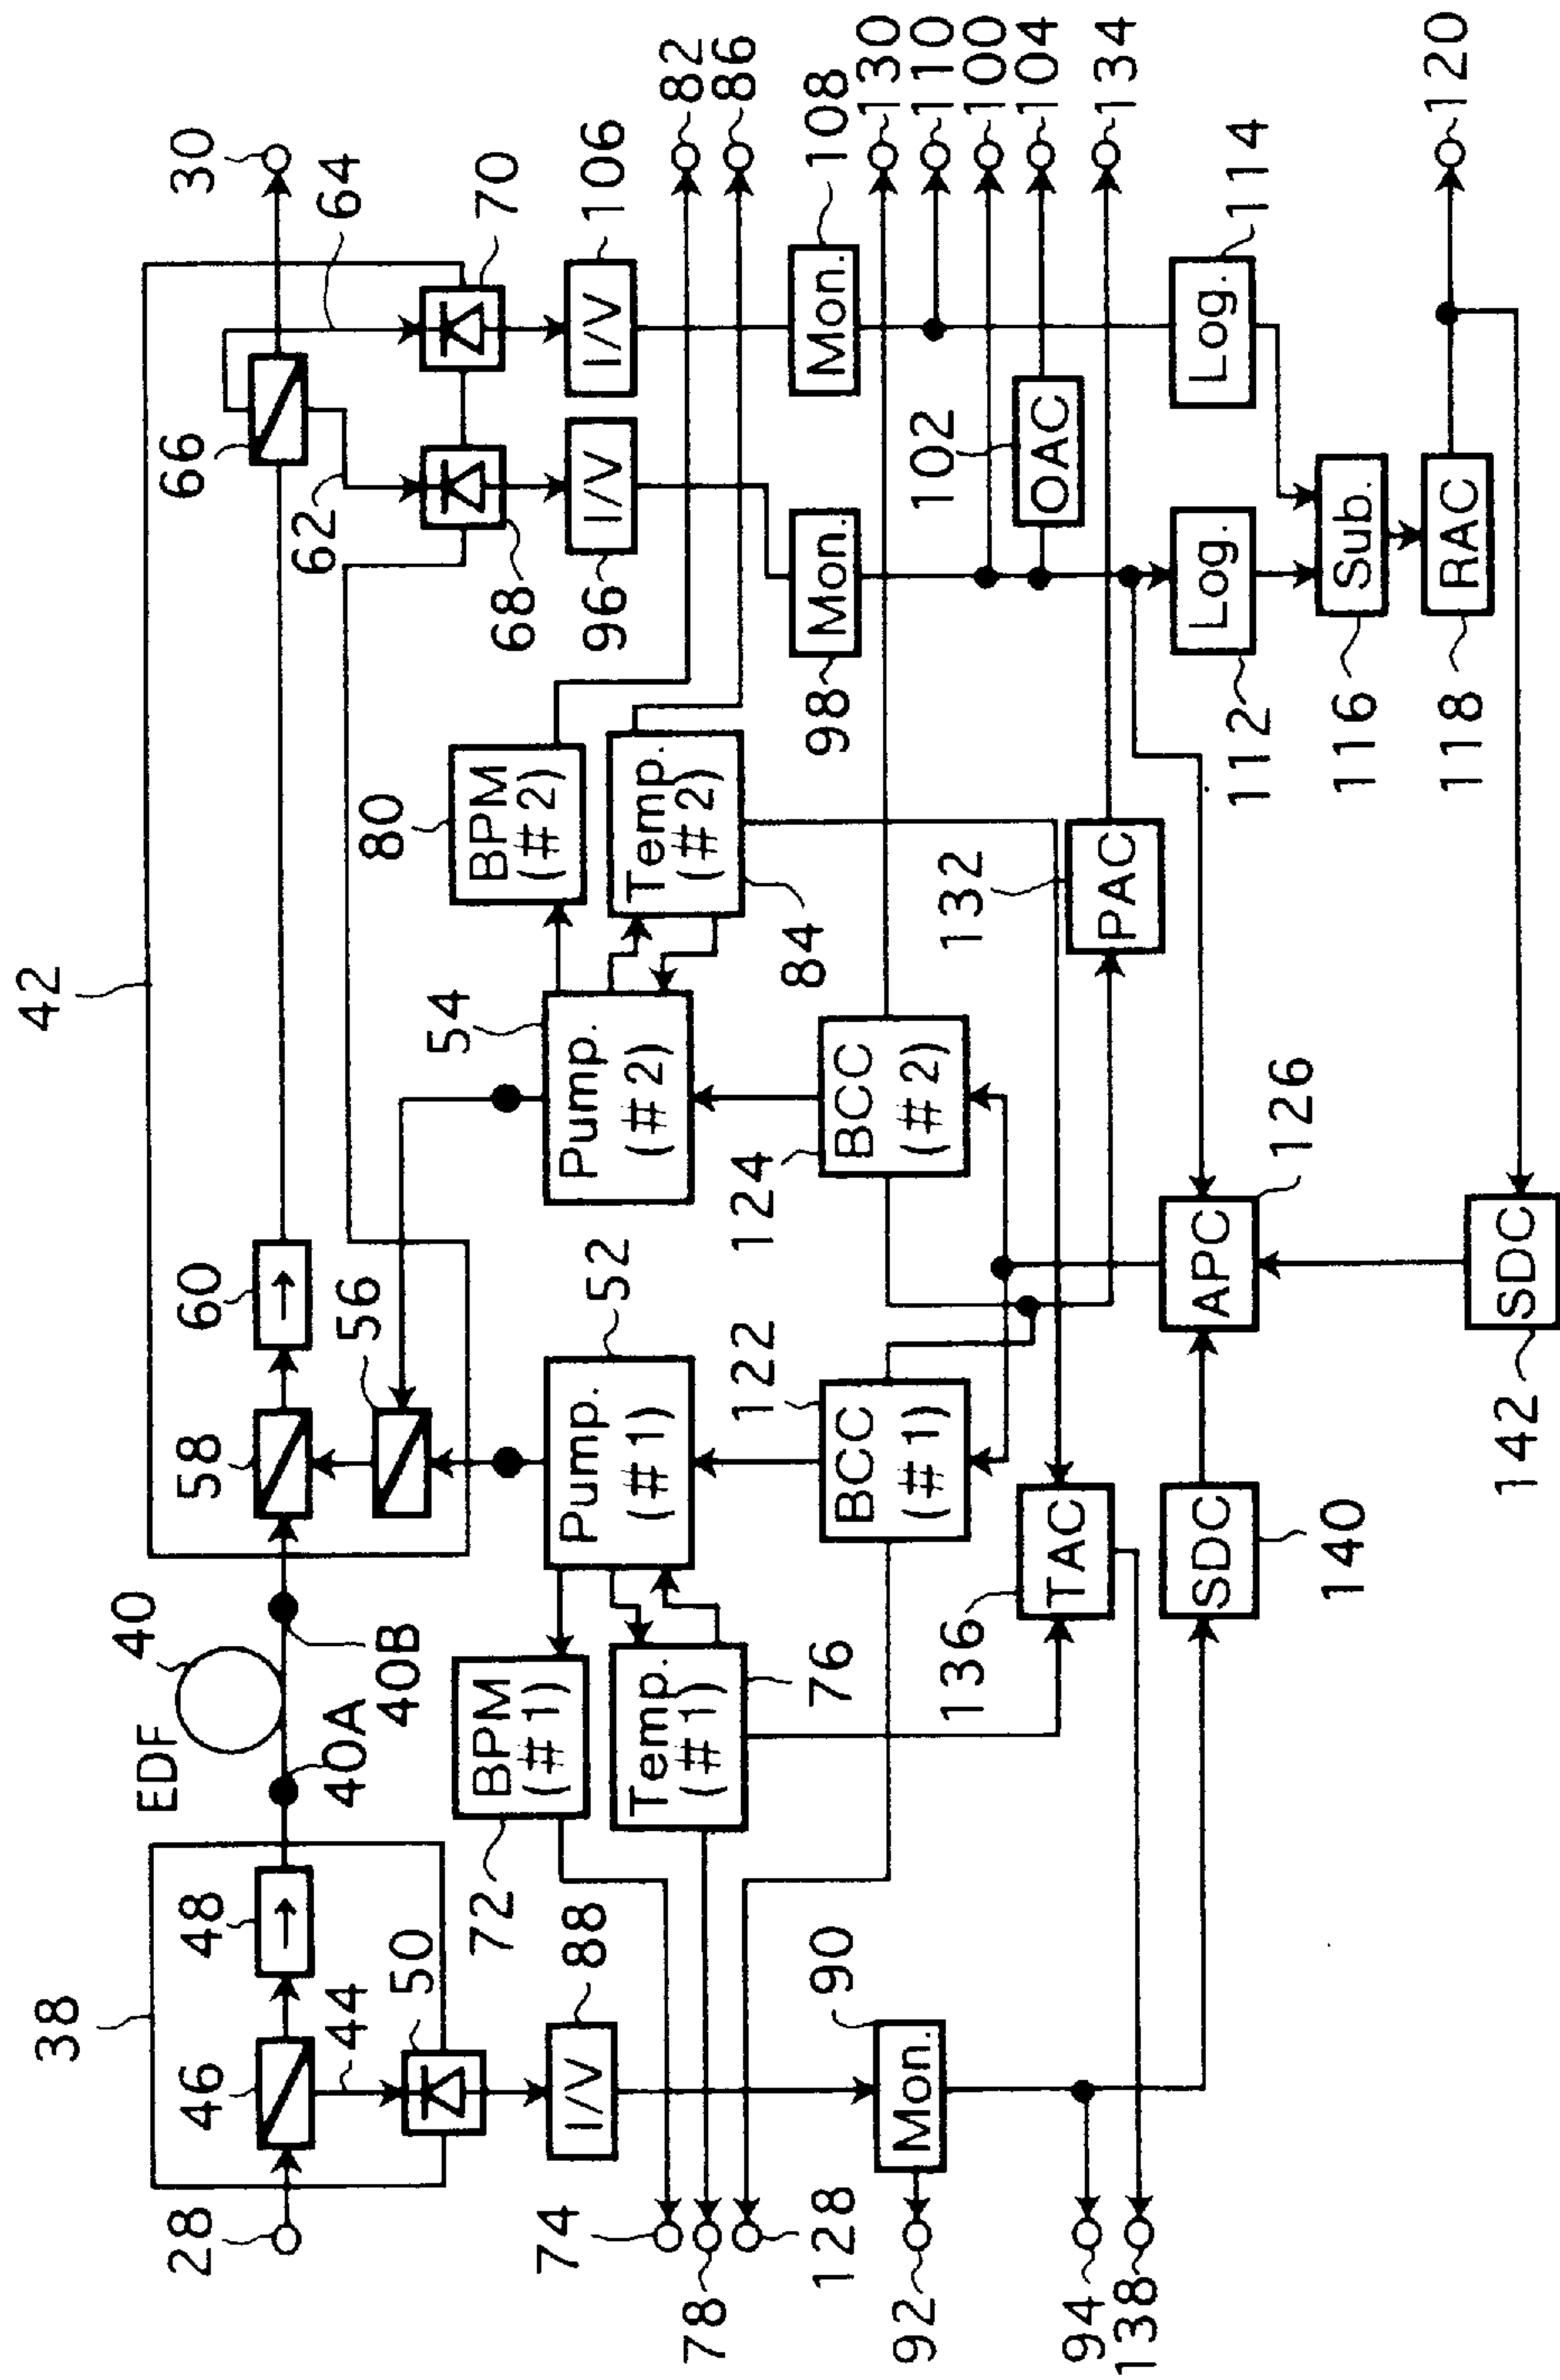 42
38
46
48
EDF
40
58
60
66
30
28
44
50
40A
40B
56
62
64
68
70
88
I/V
72
BPM
(#1)
52
Pump.
(#1)
54
Pump.
(#2)
80
BPM
(#2)
96
I/V
106
I/V
82
86
74
78
128
Temp.
(#1)
76
Temp.
(#2)
84
90
Mon.
92
122
BCC
(#1)
124
BCC
(#2)
98
Mon.
108
Mon.
130
110
100
104
134
136
TAC
132
PAC
102
OAC
94
138
SDC
140
APC
126
Log.
112
Log.
114
Sub.
116
RAC
118
120
SDC
142